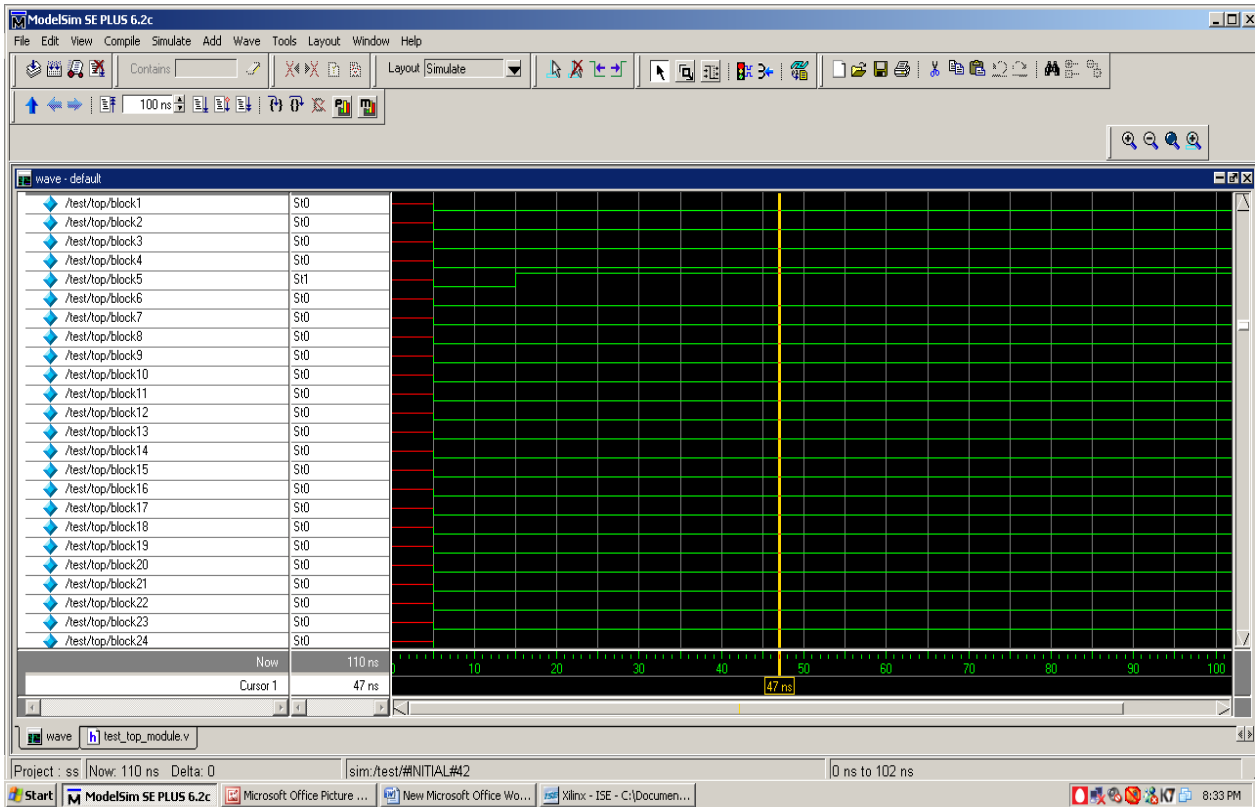 ModelSim SE PLUS 6.2c
File Edit View Compile Simulate Add Wave Tools Layout Window Help
Contains Layout Simulate
100 ns
wave - default
/test/top/block1 St0
/test/top/block2 St0
/test/top/block3 St0
/test/top/block4 St0
/test/top/block5 St1
/test/top/block6 St0
/test/top/block7 St0
/test/top/block8 St0
/test/top/block9 St0
/test/top/block10 St0
/test/top/block11 St0
/test/top/block12 St0
/test/top/block13 St0
/test/top/block14 St0
/test/top/block15 St0
/test/top/block16 St0
/test/top/block17 St0
/test/top/block18 St0
/test/top/block19 St0
/test/top/block20 St0
/test/top/block21 St0
/test/top/block22 St0
/test/top/block23 St0
/test/top/block24 St0
Now 110 ns 10 20 30 40 50 60 70 80 90 100
Cursor 1 47 ns 47 ns
wave h test_top_module.v
Project : ss Now: 110 ns Delta: 0 sim:/test/#INITIAL#42 0 ns to 102 ns
Start ModelSim SE PLUS 6.2c Microsoft Office Picture ... New Microsoft Office Wo... Xilinx - ISE - C:\Documen... K7 8:33 PM